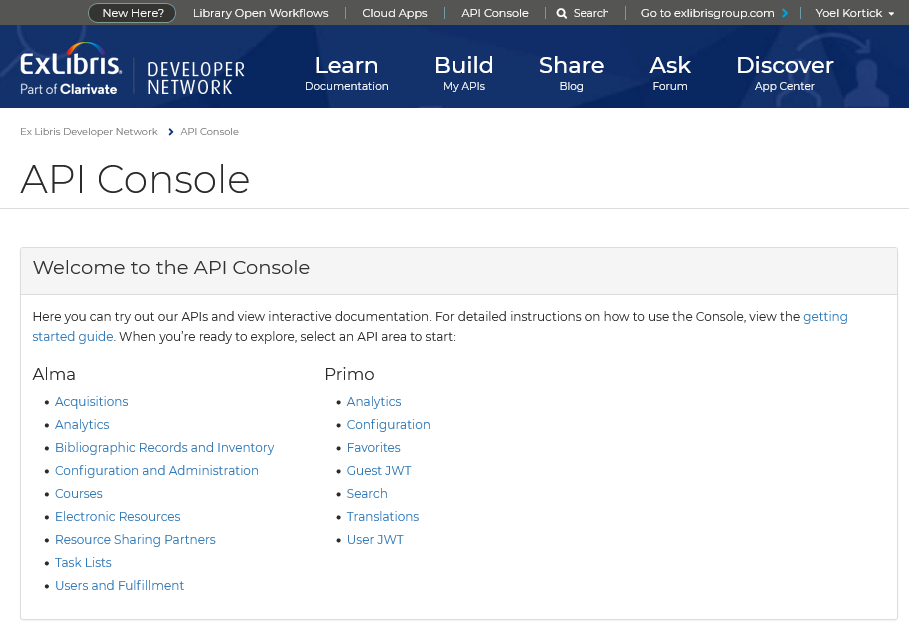 New Here? Library Open Workflows Cloud Apps API Console Search Go to exlibrisgroup.com Yoel Kortick
ExLibris
Part of Clarivate
DEVELOPER
NETWORK
Learn Build Share Ask Discover
Documentation My APIs Blog Forum App Center
Ex Libris Developer Network API Console
API Console
Welcome to the API Console
Here you can try out our APIs and view interactive documentation. For detailed instructions on how to use the Console, view the getting
started guide. When you're ready to explore, select an API area to start:
Alma
Acquisitions
Analytics
Bibliographic Records and Inventory
Configuration and Administration
Courses
Electronic Resources
Resource Sharing Partners
Task Lists
Users and Fulfillment
Primo
Analytics
Configuration
Favorites
Guest JWT
Search
Translations
User JWT